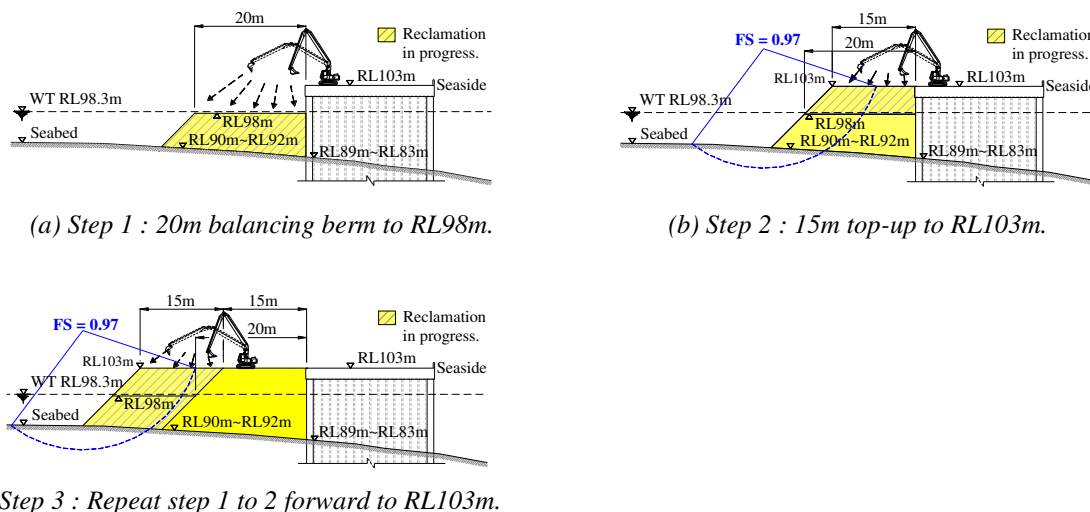 20m
Reclamation
in progress.
RL103m
Seaside
WT RL98.3m
RL98m
Seabed
RL90m~RL92m
RL89m~RL83m
(a) Step 1 : 20m balancing berm to RL98m.
15m
FS = 0.97
20m
Reclamation
in progress.
RL103m
RL103m
Seaside
WT RL98.3m
RL98m
Seabed
RL90m~RL92m
RL89m~RL83m
(b) Step 2 : 15m top-up to RL103m.
15m
15m
FS = 0.97
20m
Reclamation
in progress.
RL103m
RL103m
Seaside
WT RL98.3m
RL98m
Seabed
RL90m~RL92m
RL89m~RL83m
Step 3 : Repeat step 1 to 2 forward to RL103m.